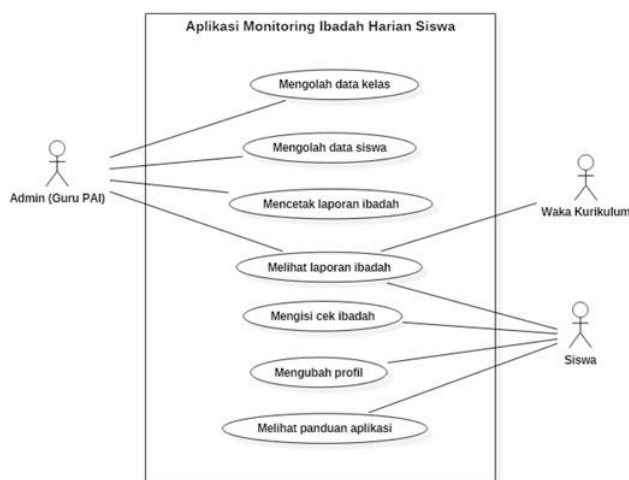 Aplikasi Monitoring Ibadah Harian Siswa
Mengolah data kelas
Mengolah data siswa
Admin (Guru PAI)
Mencetak laporan ibadah
Waka Kurikulum
Melihat laporan ibadah
Mengisi cek ibadah
Siswa
Mengubah profil
Melihat panduan aplikasi